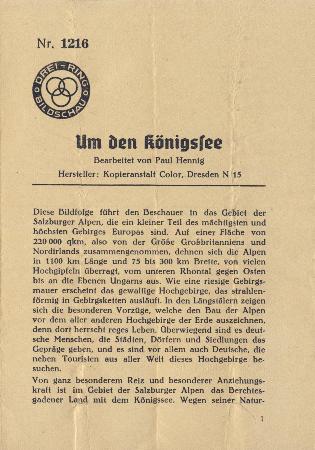 Nr. 1216
DREI-RING
BILDSCHAU
Um den Königssee
Bearbeitet von Paul Hennig
Hersteller: Kopieranstalt Color, Dresden N 15
Diese Bildfolge führt den Beschauer in das Gebiet der
Salzburger Alpen, die ein kleiner Teil des mächtigsten und
höchsten Gebirges Europas sind. Auf einer Fläche von
220 000 qkm, also von der Größe Großbritanniens und
Nordirlands zusammengenommen, dehnen sich die Alpen
in 1100 km Länge und 75 bis 300 km Breite, von vielen
Hochgipfeln überragt, vom unteren Rhontal gegen Osten
bis an die Ebenen Ungarns aus. Wie eine riesige Gebirgs-
mauer erscheint das gewaltige Hochgebirge, das strahlen-
förmig in Gebirgsketten ausläuft. In den Längstälern zeigen
sich die besonderen Vorzüge, welche den Bau der Alpen
vor dem aller anderen Hochgebirge der Erde auszeichnen,
denn dort herrscht reges Leben. Überwiegend sind es deut-
sche Menschen, die Städten, Dörfern und Siedlungen das
Gepräge geben, und es sind vor allem auch Deutsche, die
neben Touristen aus aller Welt dieses Hochgebirge be-
suchen.
Von ganz besonderem Reiz und besonderer Anziehungs-
kraft ist im Gebiet der Salzburger Alpen das Berchtes-
gadener Land mit dem Königssee. Wegen seiner Natur-
1